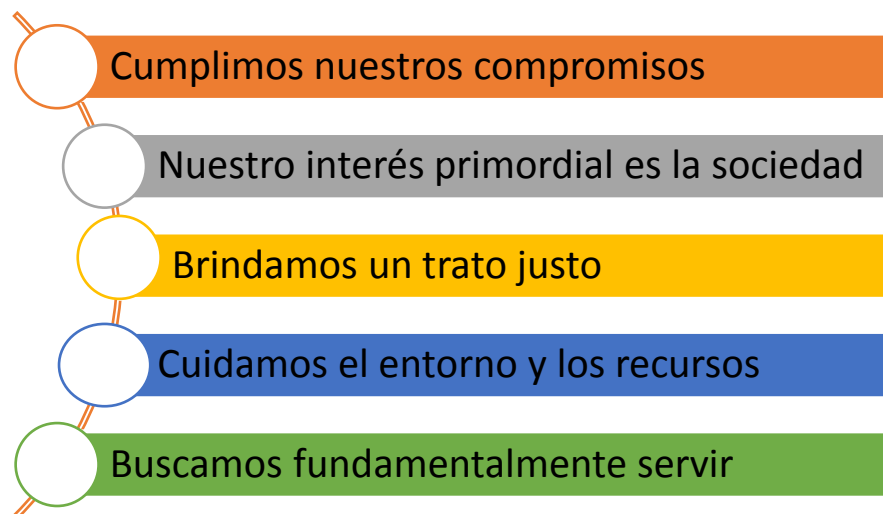 Cumplimos nuestros compromisos
Nuestro interés primordial es la sociedad
Brindamos un trato justo
Cuidamos el entorno y los recursos
Buscamos fundamentalmente servir